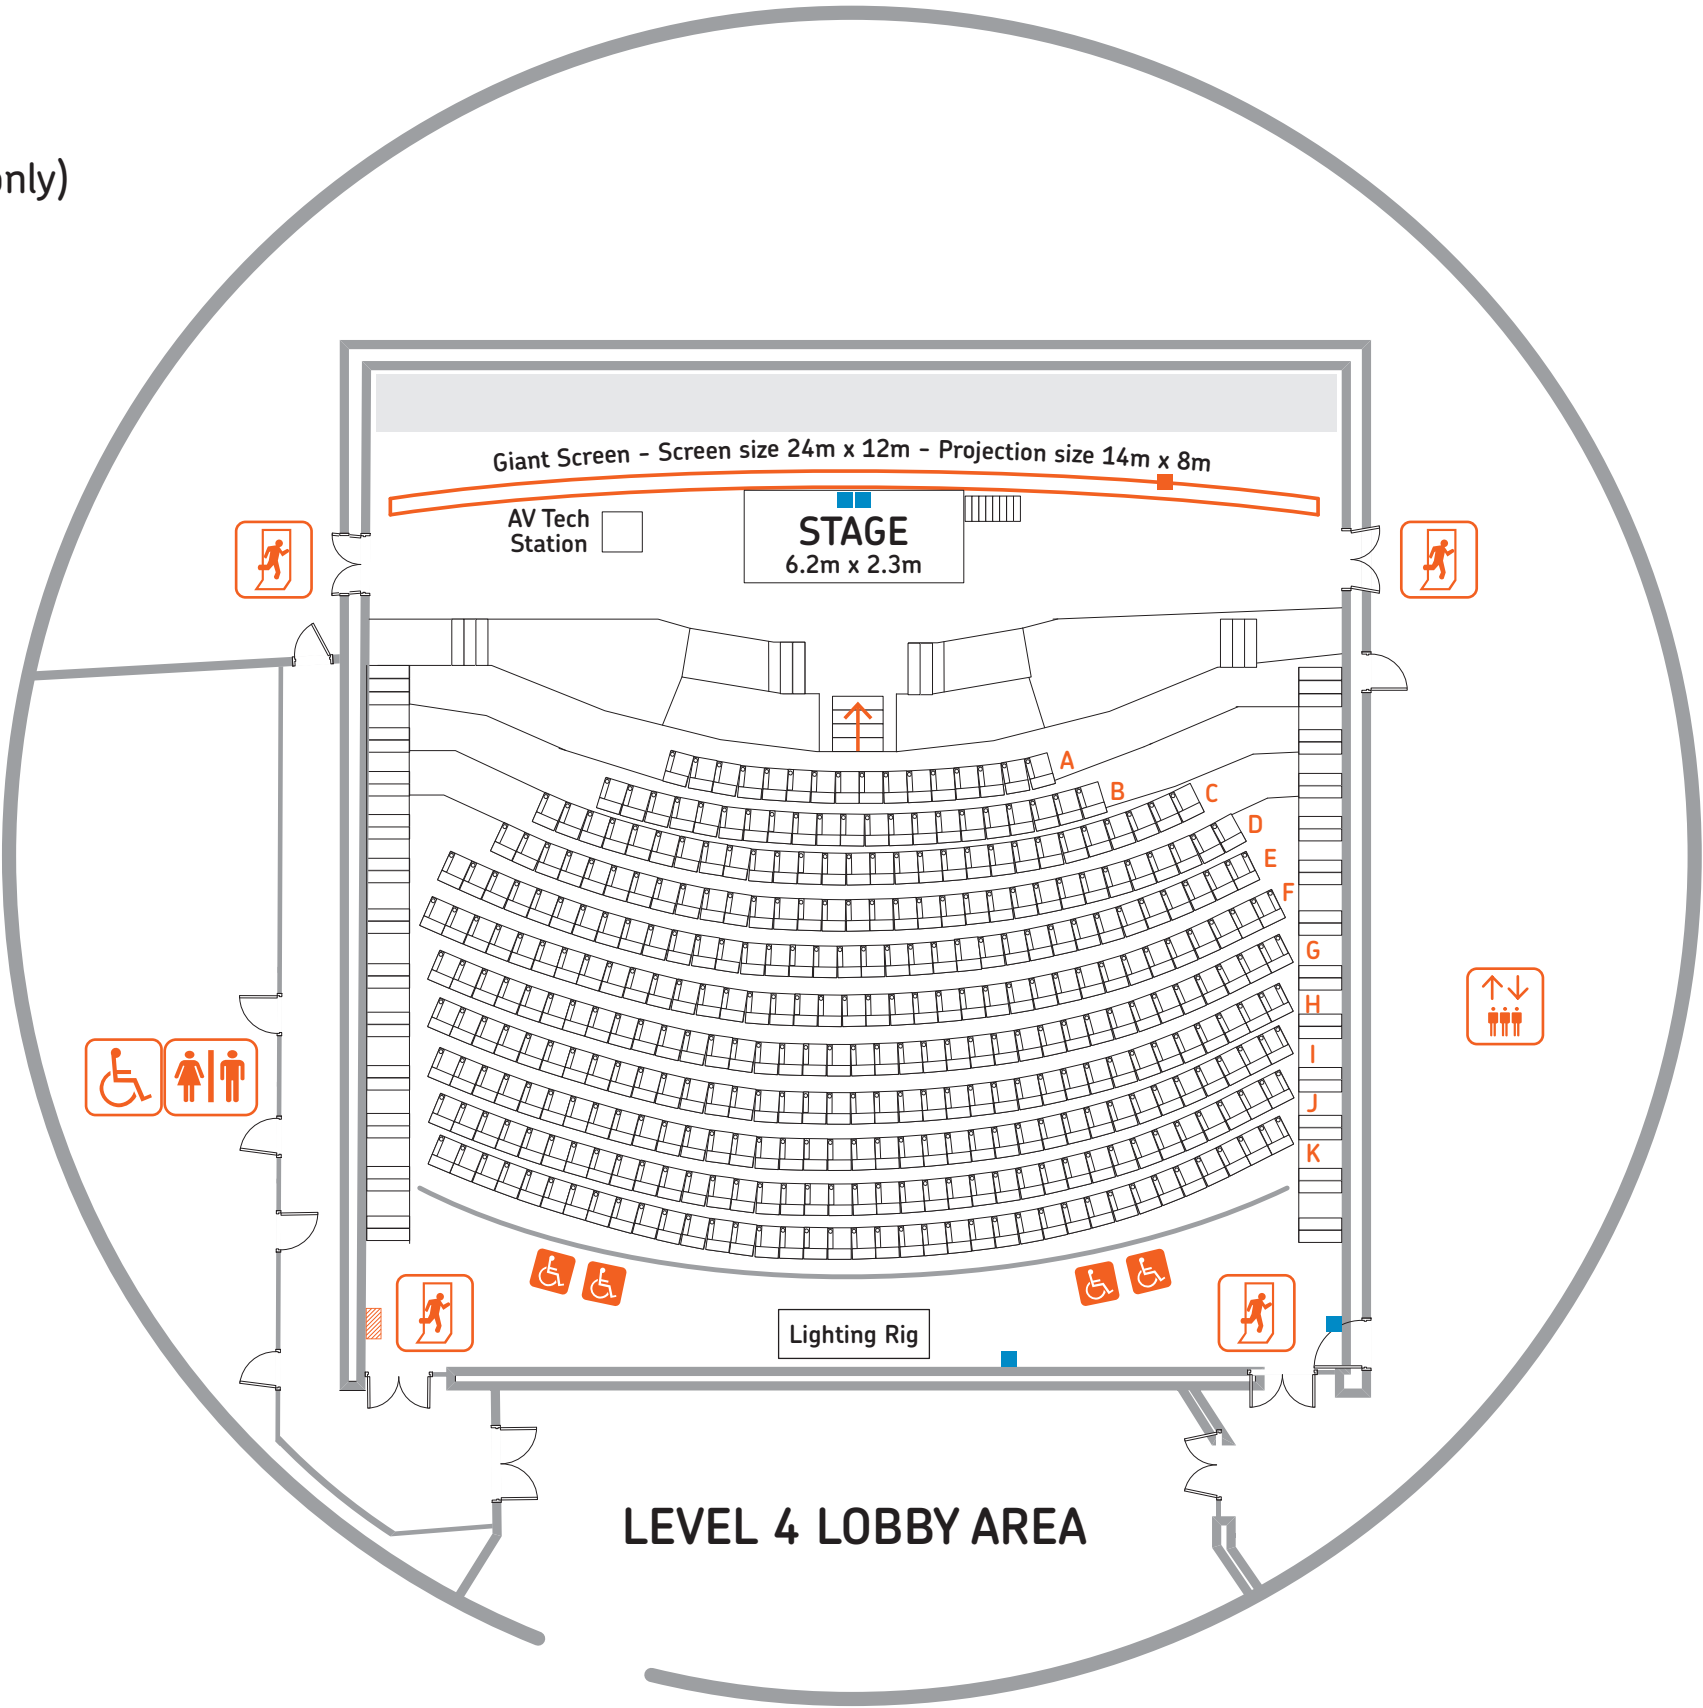 only)
Giant Screen - Screen size 24m x 12m - Projection size 14m x 8m
AV Tech
Station
STAGE
6.2m x 2.3m
A
B
C
D
E
F
G
H
I
J
K
Lighting Rig
LEVEL 4 LOBBY AREA